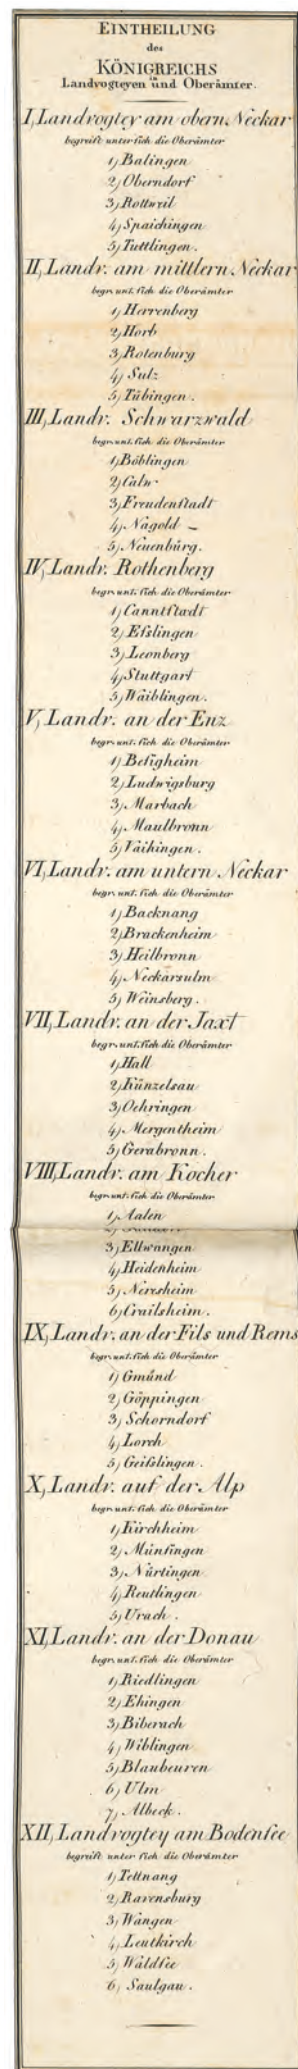 EINTHEILUNG
des
KÖNIGREICHS
in
Landvogteyen und Oberämter.
I, Landvogtey am obern Neckar
begreift unter sich die Oberämter
1, Balingen
2, Oberndorf
3, Rottweil
4, Spaichingen
5, Tuttlingen.
II, Landv. am mittlern Neckar
begr. unt. sich die Oberämter
1, Herrenberg
2, Horb
3, Rotenburg
4, Sulz
5, Tübingen.
III, Landv. Schwarzwald
begr. unt. sich die Oberämter
1, Böblingen
2, Calw
3, Freudenstadt
4, Nagold
5, Neuenbürg.
IV, Landv. Rothenberg
begr. unt. sich die Oberämter
1, Canntstadt
2, Esslingen
3, Leonberg
4, Stuttgart
5, Waiblingen.
V, Landv. an der Enz
begr. unt. sich die Oberämter
1, Besigheim
2, Ludwigsburg
3, Marbach
4, Maulbronn
5, Vaihingen.
VI, Landv. am untern Neckar
begr. unt. sich die Oberämter
1, Backnang
2, Brackenheim
3, Heilbronn
4, Neckarsulm
5, Weinsberg.
VII, Landv. an der Jaxt
begr. unt. sich die Oberämter
1, Hall
2, Künzelsau
3, Oehringen
4, Mergentheim
5, Gerabronn.
VIII, Landv. am Kocher
begr. unt. sich die Oberämter
1, Aalen
2,
3, Ellwangen
4, Heidenheim
5, Neresheim
6, Crailsheim.
IX, Landv. an der Fils und Rems
begr. unt. sich die Oberämter
1, Gmünd
2, Göppingen
3, Schorndorf
4, Lorch
5, Geislingen.
X, Landv. auf der Alp
begr. unt. sich die Oberämter
1, Kirchheim
2, Münsingen
3, Nürtingen
4, Reutlingen
5, Urach.
XI, Landv. an der Donau
begr. unt. sich die Oberämter
1, Riedlingen
2, Ehingen
3, Biberach
4, Wiblingen
5, Blaubeuren
6, Ulm
7, Albeck.
XII, Landvogtey am Bodensee
begreift unter sich die Oberämter
1, Tettnang
2, Ravensburg
3, Wangen
4, Leutkirch
5, Waldsee
6, Saulgau.